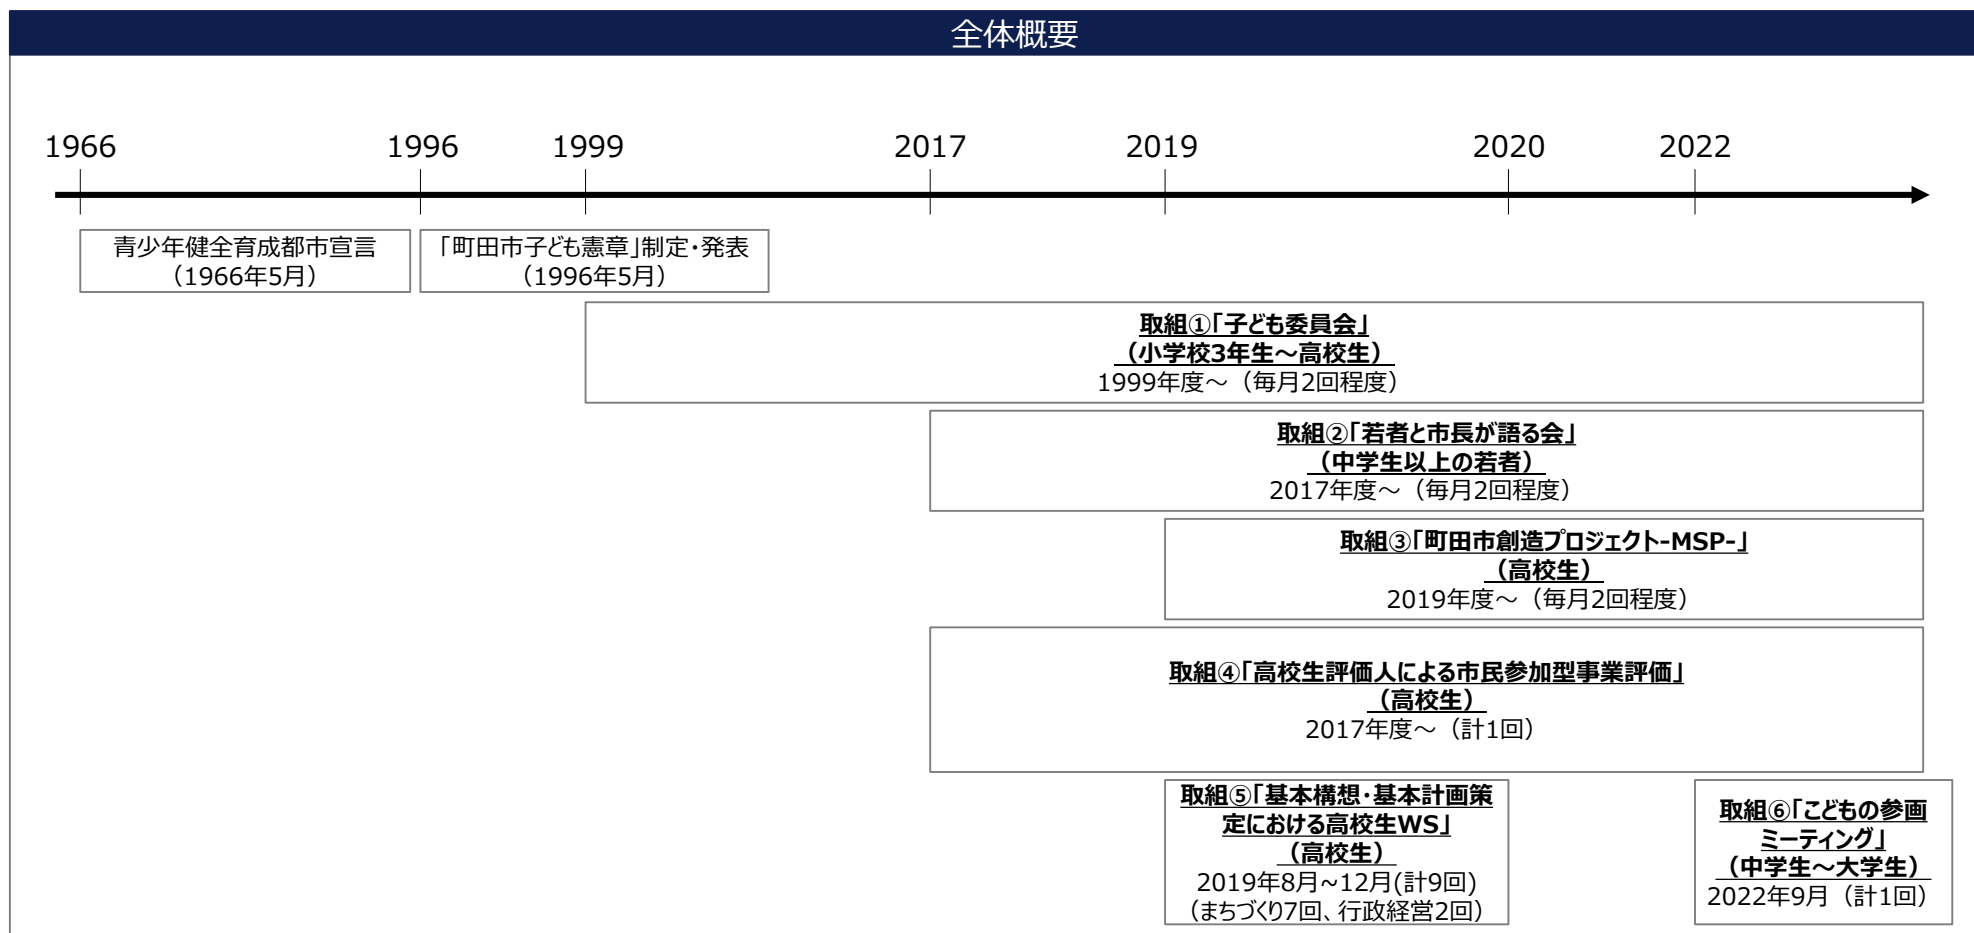 全体概要
1966
1996
1999
2017
2019
2020
2022
青少年健全育成都市宣言
（1966年5月）
「町田市子ども憲章」制定・発表
（1996年5月）
取組①「子ども委員会」
（小学校3年生～高校生）
1999年度～（毎月2回程度）
取組②「若者と市長が語る会」
（中学生以上の若者）
2017年度～（毎月2回程度）
取組③「町田市創造プロジェクト-MSP-」
（高校生）
2019年度～（毎月2回程度）
取組④「高校生評価人による市民参加型事業評価」
（高校生）
2017年度～（計1回）
取組⑤「基本構想・基本計画策
定における高校生WS」
（高校生）
2019年8月~12月(計9回)
（まちづくり7回、行政経営2回）
取組⑥「こどもの参画
ミーティング」
（中学生～大学生）
2022年9月（計1回）